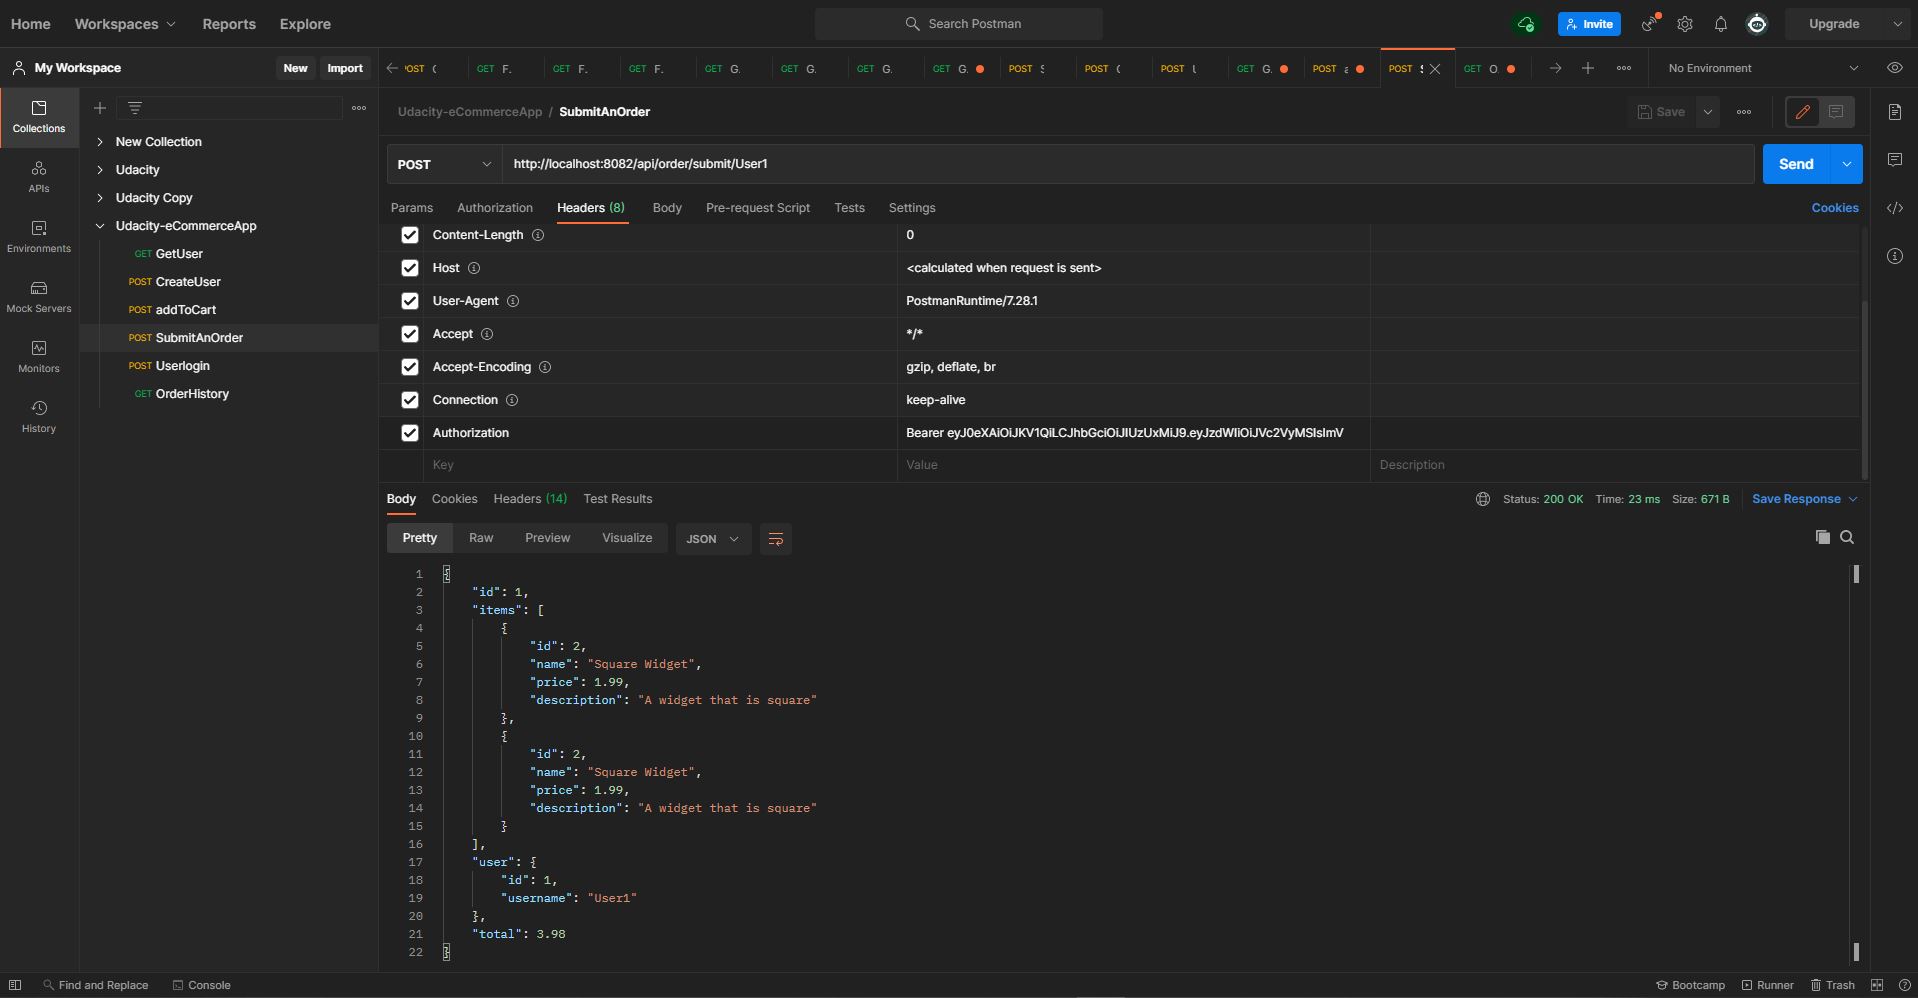 Home Workspaces Reports Explore Search Postman Invite Upgrade
My Workspace New Import POST GET F. GET F. GET F. GET G. GET G. GET G. GET G. POST POST POST GET G. POST POST GET O. No Environment
Collections
APIs
Environments
Mock Servers
Monitors
History
New Collection
Udacity
Udacity Copy
Udacity-eCommerceApp
GET GetUser
POST CreateUser
POST addToCart
POST SubmitAnOrder
POST Userlogin
GET OrderHistory
Udacity-eCommerceApp / SubmitAnOrder Save
POST http://localhost:8082/api/order/submit/User1 Send
Params Authorization Headers (8) Body Pre-request Script Tests Settings Cookies
Content-Length 0
Host <calculated when request is sent>
User-Agent PostmanRuntime/7.28.1
Accept */*
Accept-Encoding gzip, deflate, br
Connection keep-alive
Authorization Bearer eyJ0eXAiOiJKV1QiLCJhbGciOiJIUzUxMiJ9.eyJzdWIiOiJVc2VyMSIsImV
Key Value Description
Body Cookies Headers (14) Test Results Status: 200 OK Time: 23 ms Size: 671 B Save Response
Pretty Raw Preview Visualize JSON
1 {
2 "id": 1,
3 "items": [
4 {
5 "id": 2,
6 "name": "Square Widget",
7 "price": 1.99,
8 "description": "A widget that is square"
9 },
10 {
11 "id": 2,
12 "name": "Square Widget",
13 "price": 1.99,
14 "description": "A widget that is square"
15 }
16 ],
17 "user": {
18 "id": 1,
19 "username": "User1"
20 },
21 "total": 3.98
22 }
Find and Replace Console Bootcamp Runner Trash